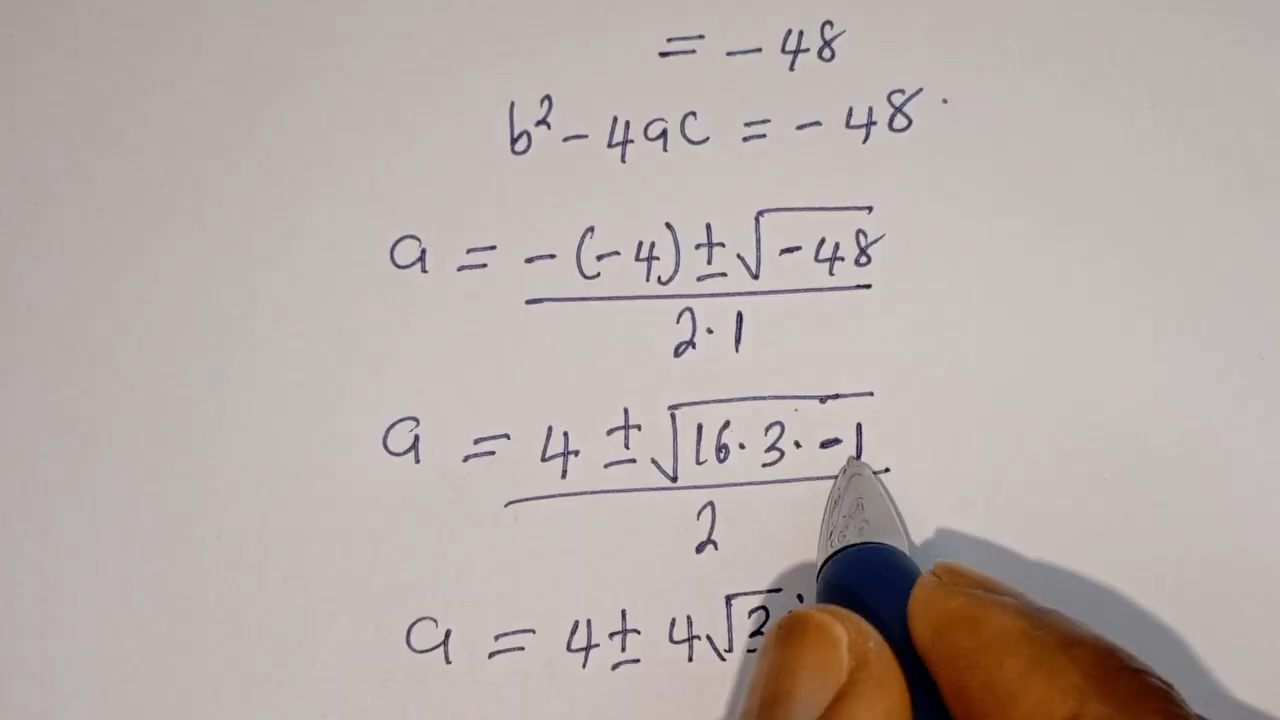 = -48
b² - 4ac = -48.
a = -(-4) ± √-48
2·1
a = 4 ± √16·3·-1
2
a = 4 ± 4√3 i